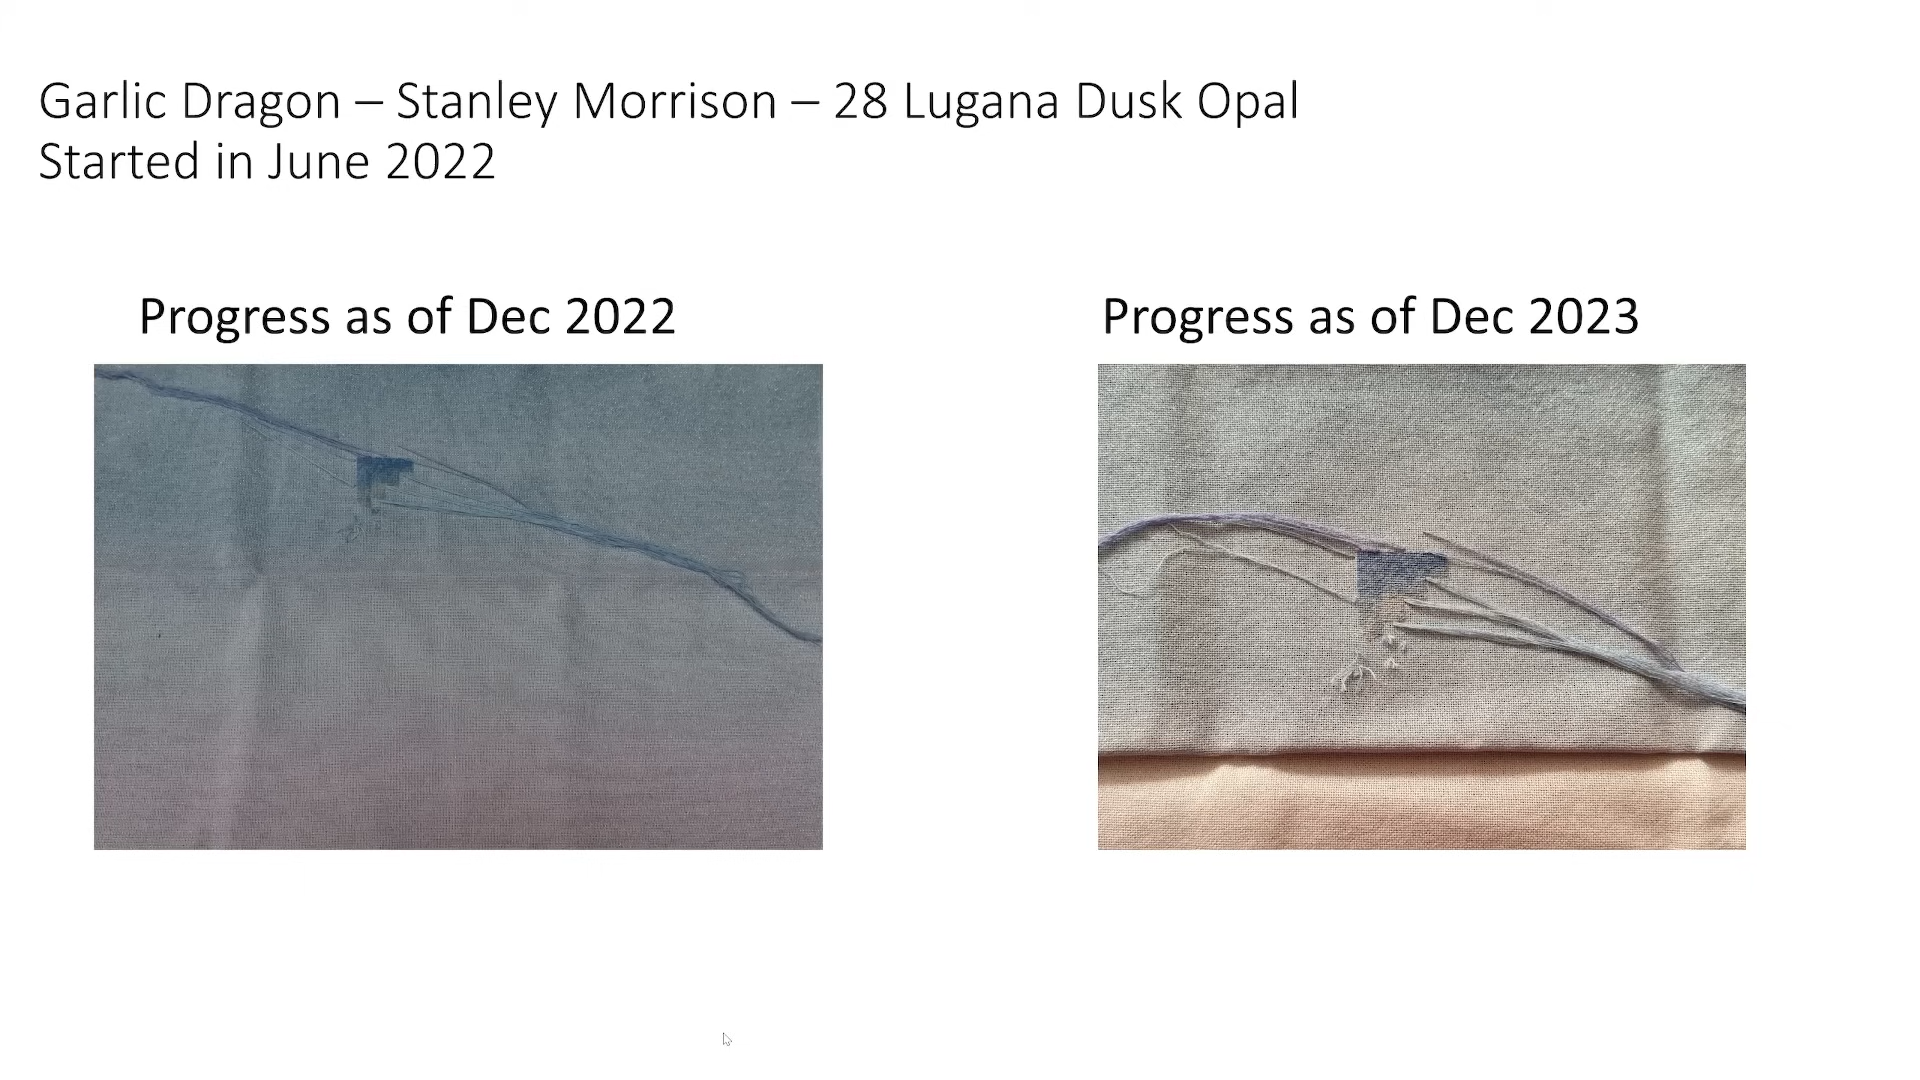 Garlic Dragon – Stanley Morrison – 28 Lugana Dusk Opal
Started in June 2022
Progress as of Dec 2022
Progress as of Dec 2023